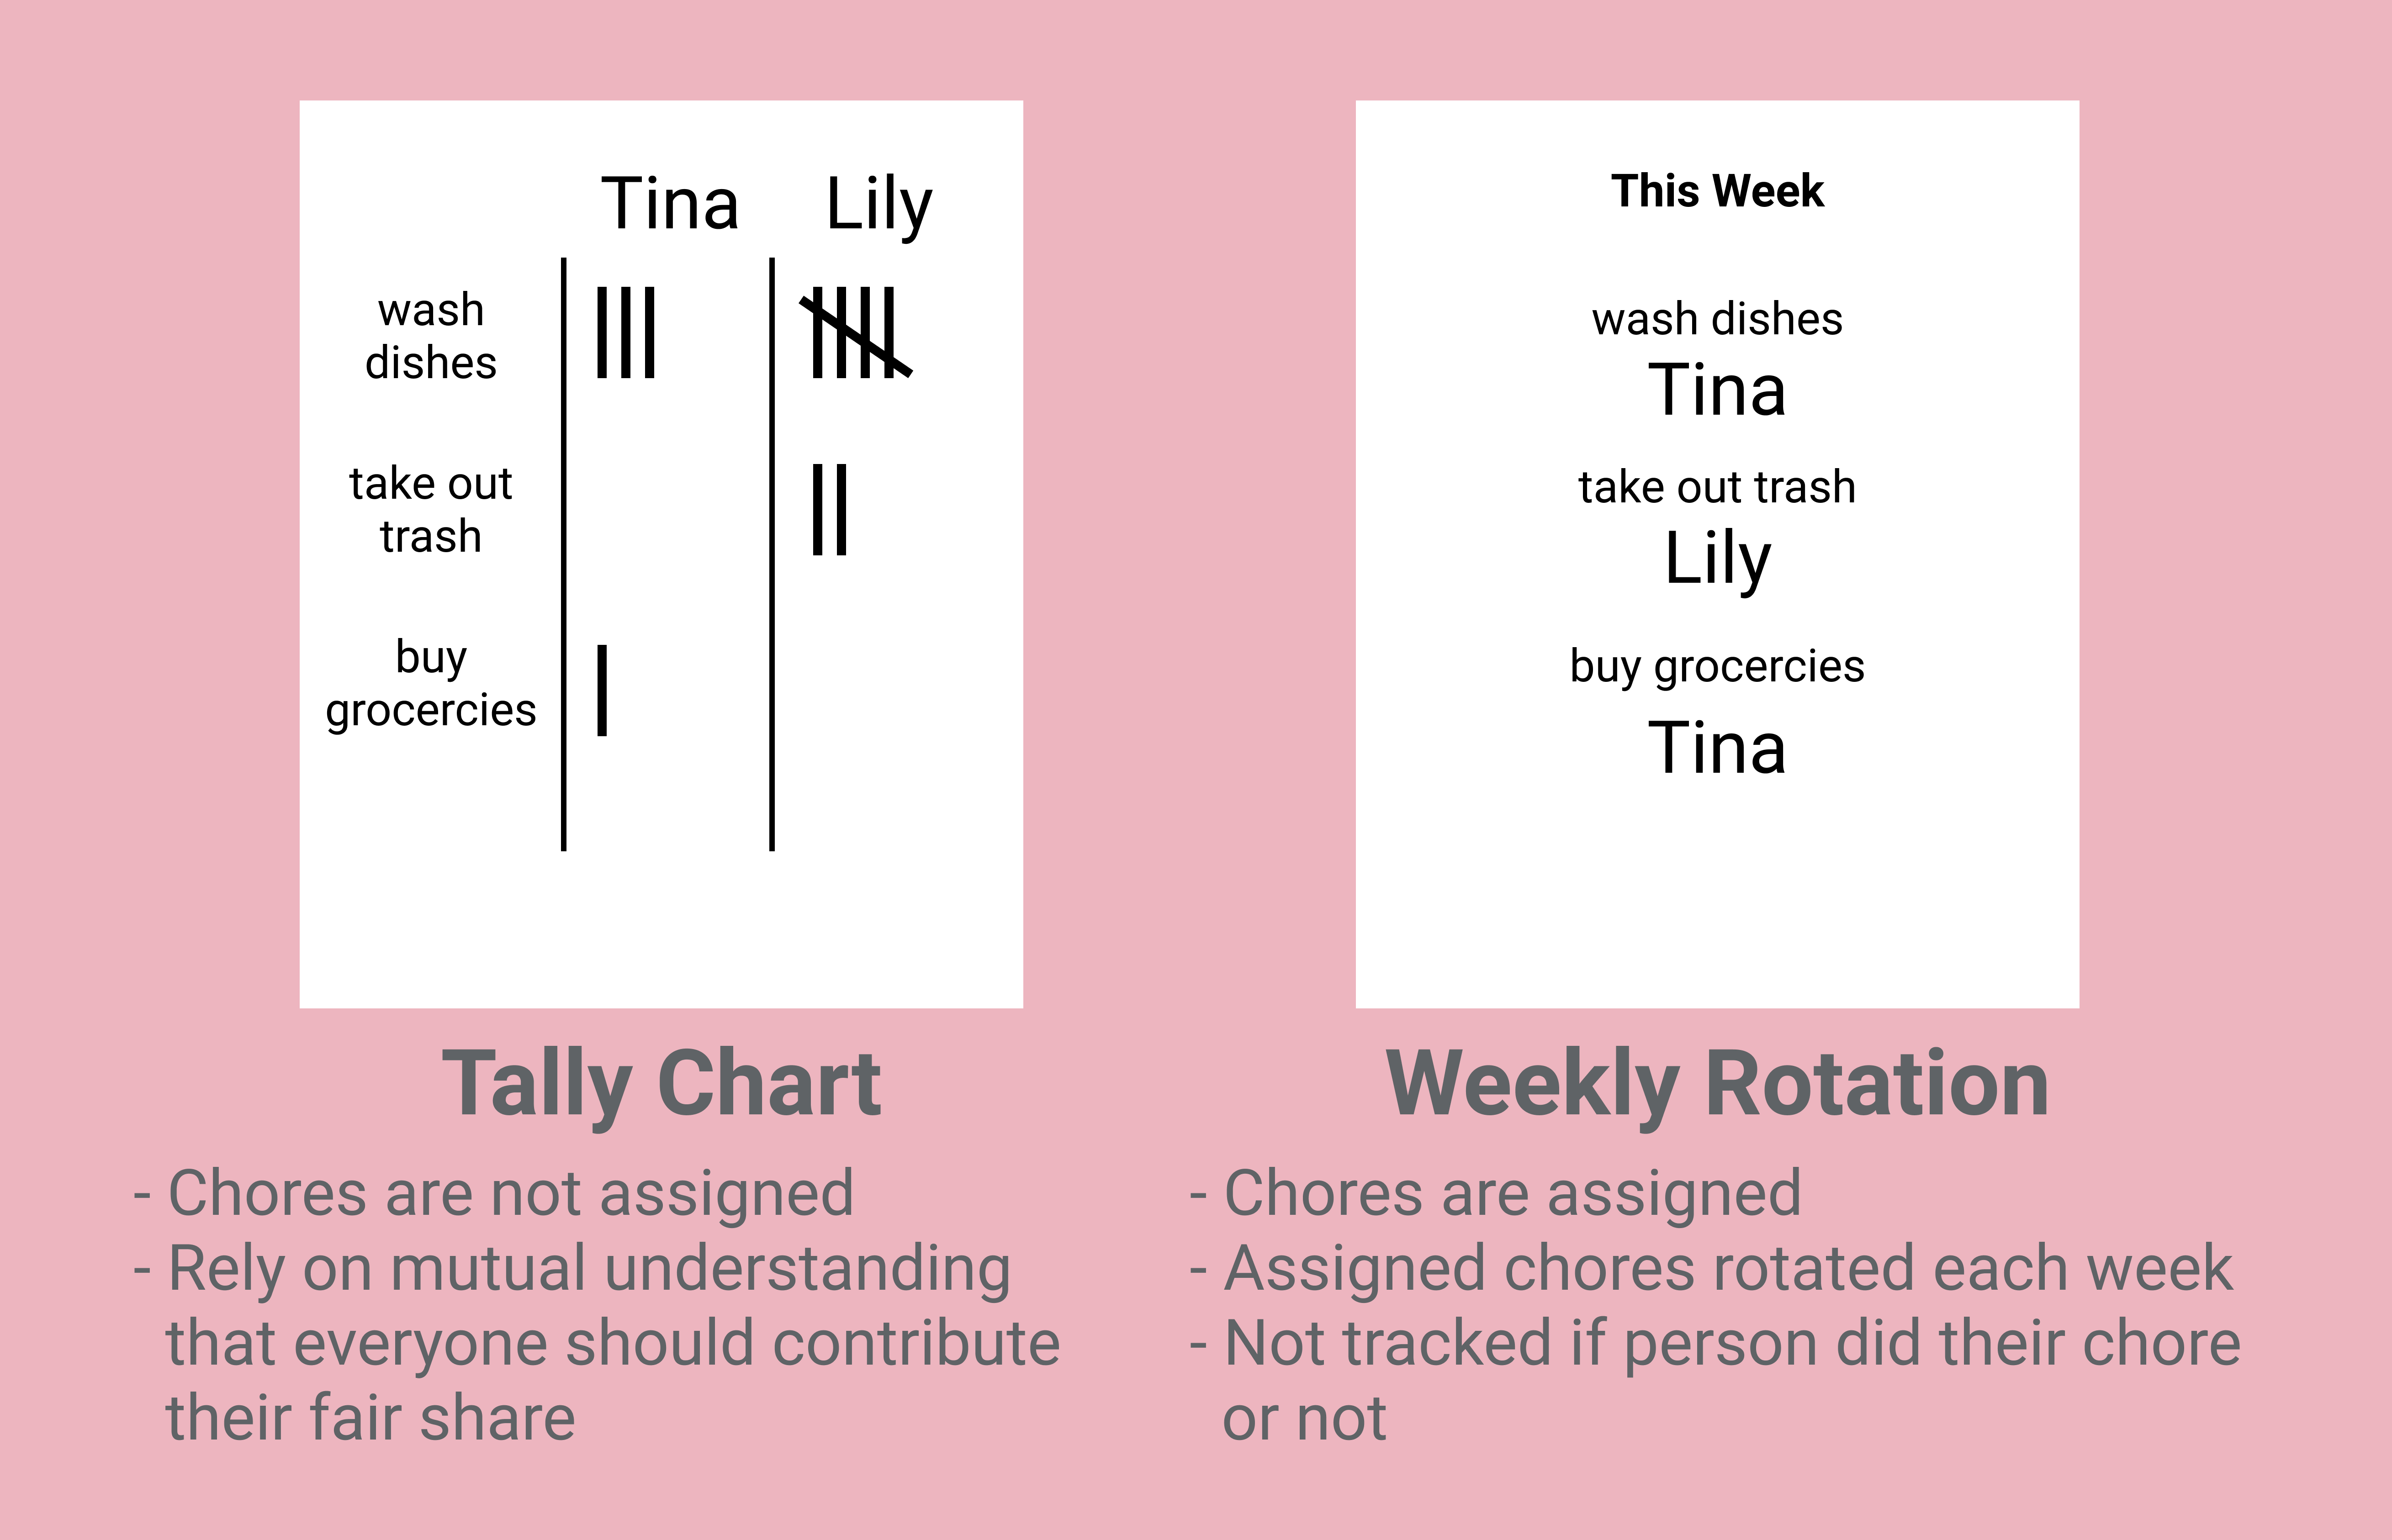 Tina Lily
wash
dishes
take out
trash
buy
grocercies
This Week
wash dishes
Tina
take out trash
Lily
buy grocercies
Tina
Tally Chart
- Chores are not assigned
- Rely on mutual understanding
that everyone should contribute
their fair share
Weekly Rotation
- Chores are assigned
- Assigned chores rotated each week
- Not tracked if person did their chore
or not